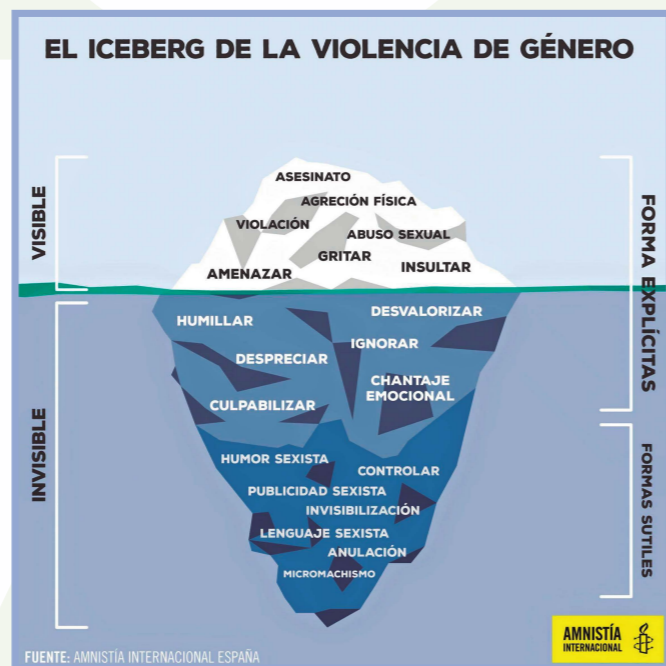 EL ICEBERG DE LA VIOLENCIA DE GÉNERO
VISIBLE
ASESINATO
AGRECIÓN FÍSICA
VIOLACIÓN
ABUSO SEXUAL
GRITAR
AMENAZAR
INSULTAR
FORMA EXPLÍCITAS
INVISIBLE
HUMILLAR
DESVALORIZAR
IGNORAR
DESPRECIAR
CHANTAJE
EMOCIONAL
CULPABILIZAR
FORMAS SUTILES
HUMOR SEXISTA
CONTROLAR
PUBLICIDAD SEXISTA
INVISIBILIZACIÓN
LENGUAJE SEXISTA
ANULACIÓN
MICROMACHISMO
FUENTE: AMNISTÍA INTERNACIONAL ESPAÑA
AMNISTÍA
INTERNACIONAL